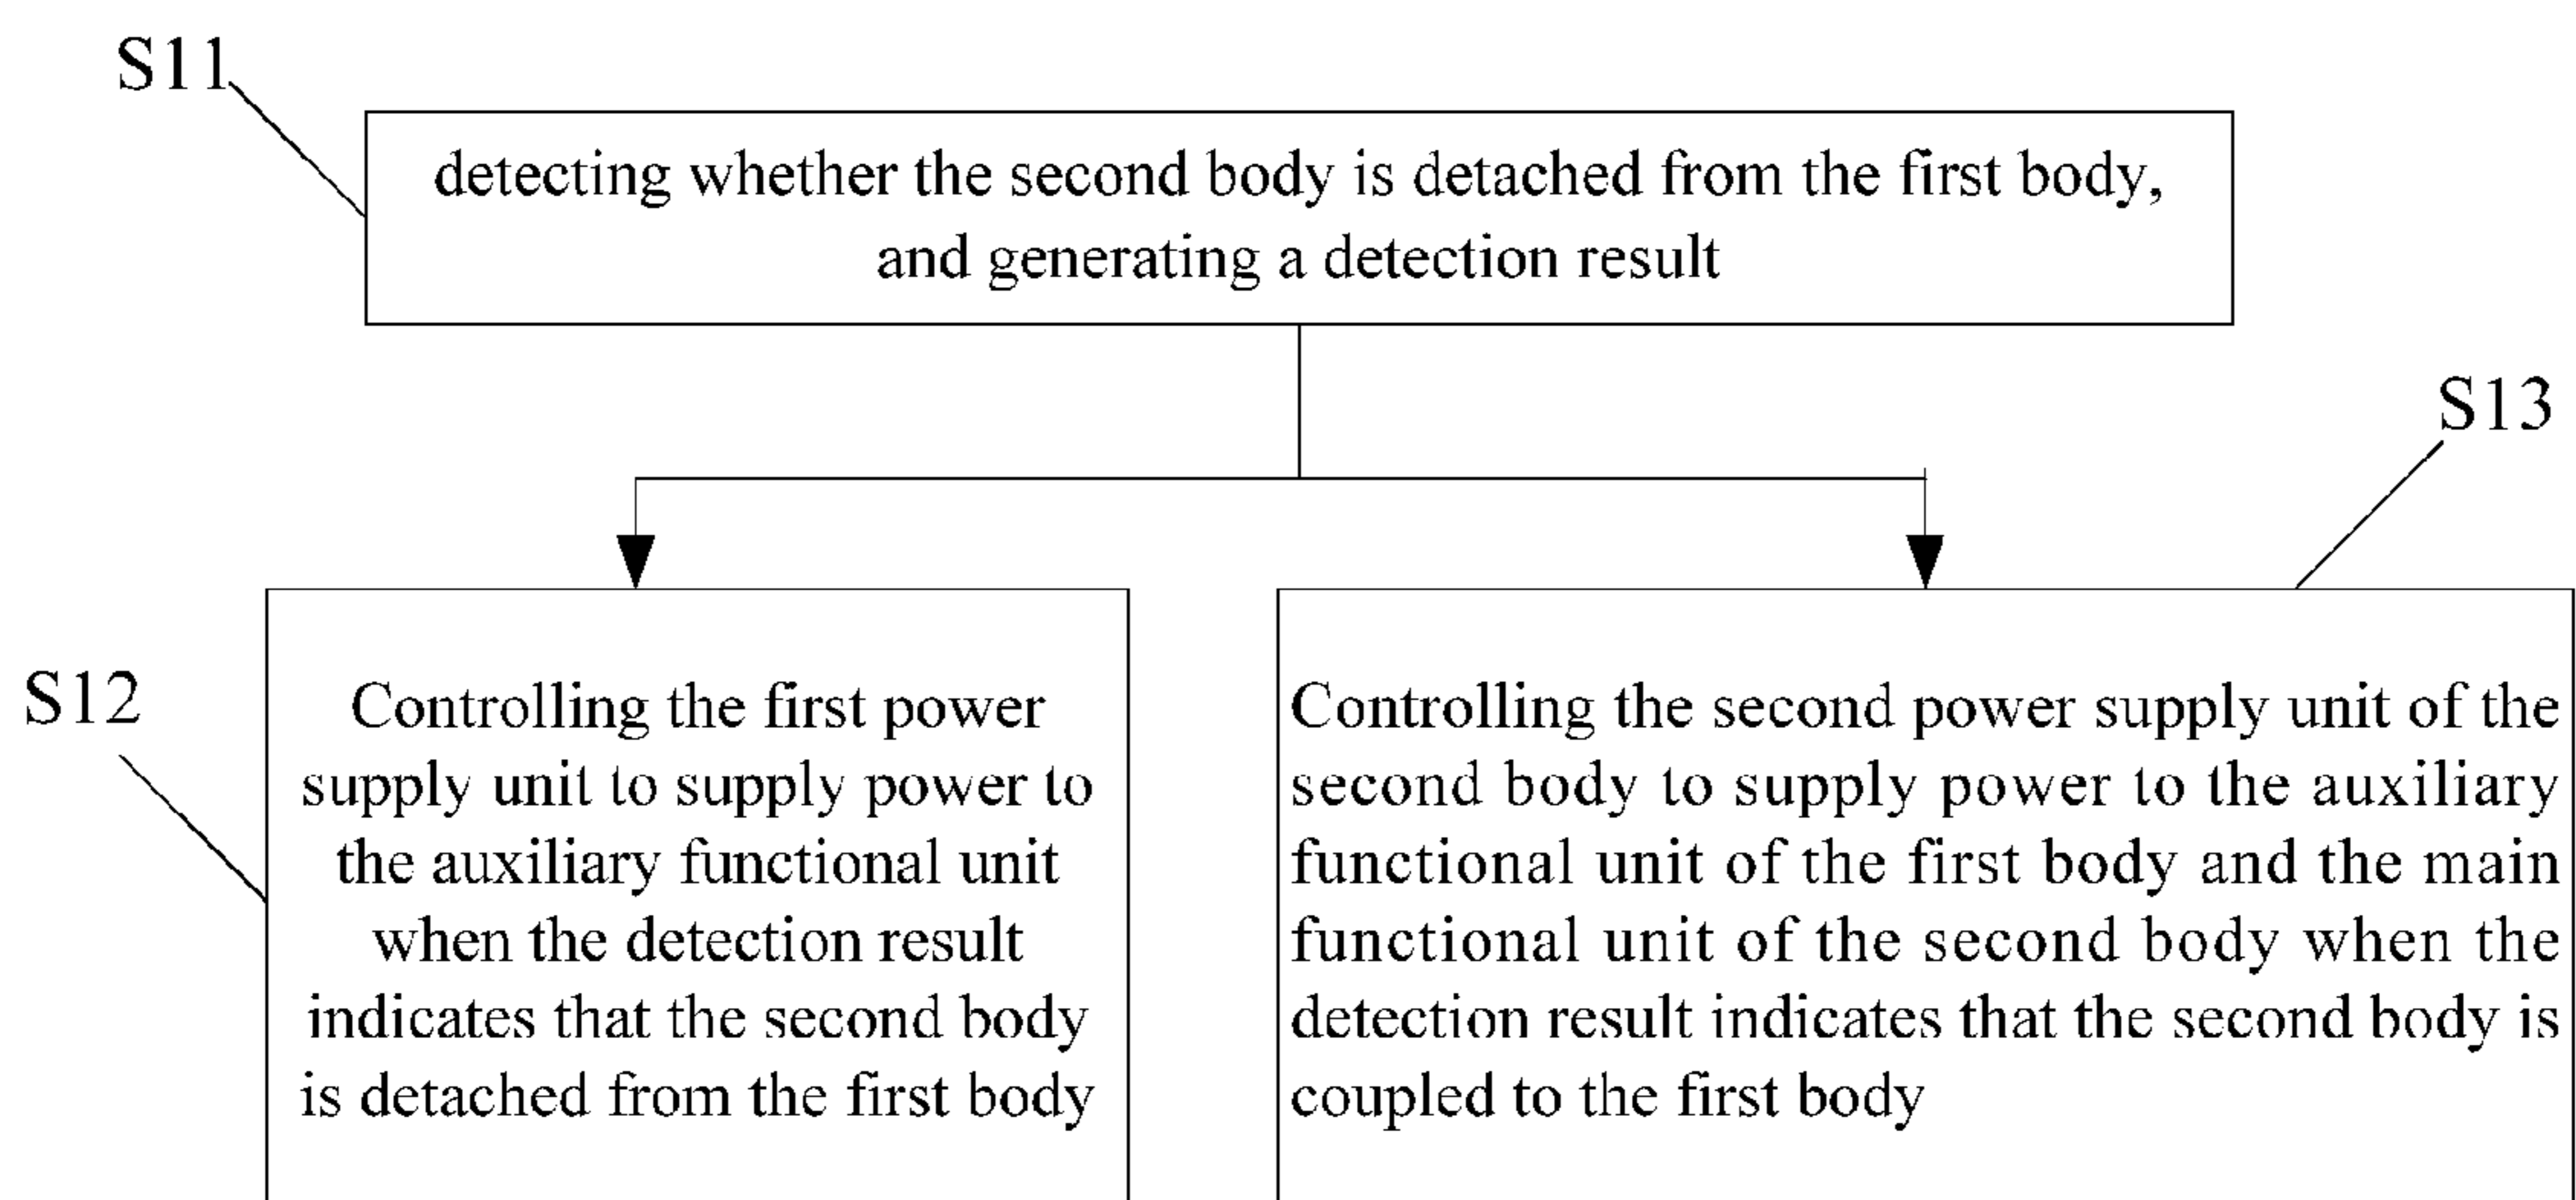 S11
detecting whether the second body is detached from the first body,
and generating a detection result
S13
S12
Controlling the first power
supply unit to supply power to
the auxiliary functional unit
when the detection result
indicates that the second body
is detached from the first body
Controlling the second power supply unit of the
second body to supply power to the auxiliary
functional unit of the first body and the main
functional unit of the second body when the
detection result indicates that the second body is
coupled to the first body